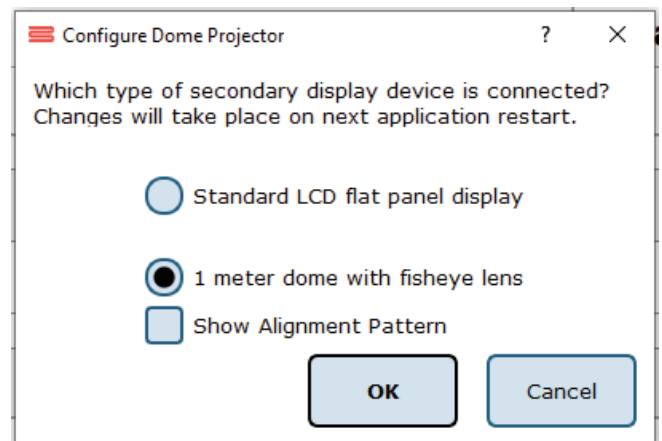 Configure Dome Projector ?
Which type of secondary display device is connected?
Changes will take place on next application restart.
Standard LCD flat panel display
1 meter dome with fisheye lens
Show Alignment Pattern
OK Cancel